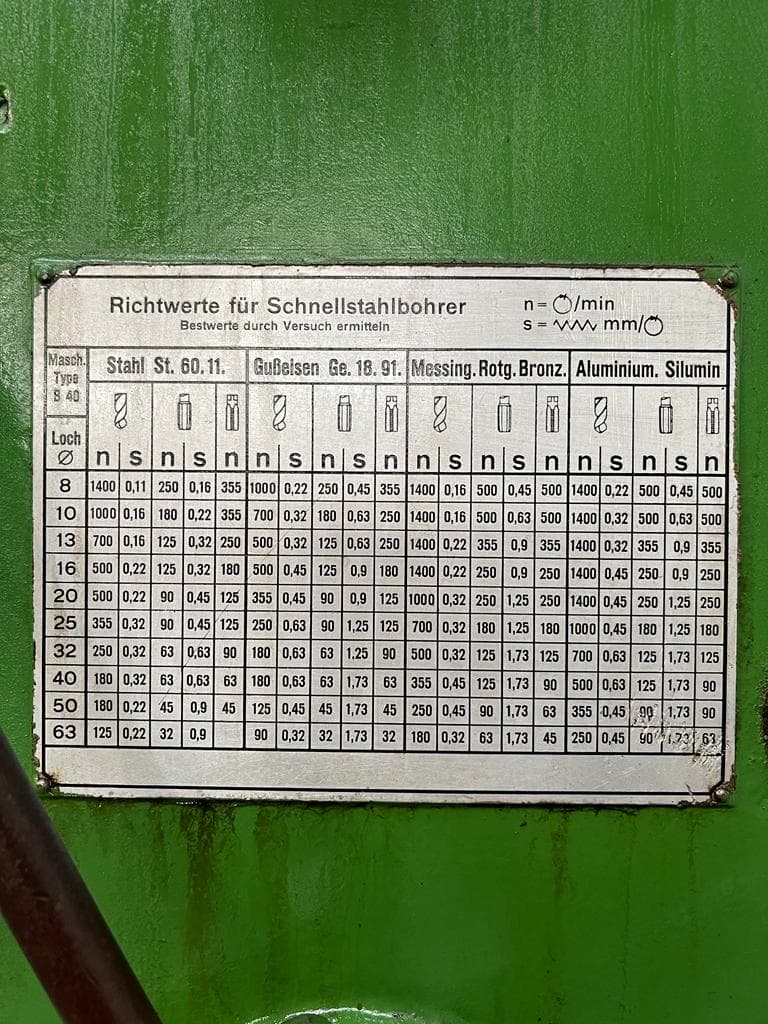 Richtwerte für Schnellstahlbohrer n = /min
Bestwerte durch Versuch ermitteln s = mm/
Masch. Type B 40 Stahl St. 60.11. Gußeisen Ge. 18.91. Messing. Rotg. Bronz. Aluminium. Silumin
Loch
Ø n s n s n n s n s n n s n s n n s n s n
8 1400 0,11 250 0,16 355 1000 0,22 250 0,45 355 1400 0,16 500 0,45 500 1400 0,22 500 0,45 500
10 1000 0,16 180 0,22 355 700 0,32 180 0,63 250 1400 0,16 500 0,63 500 1400 0,32 500 0,63 500
13 700 0,16 125 0,32 250 500 0,32 125 0,63 250 1400 0,22 355 0,9 355 1400 0,32 355 0,9 355
16 500 0,22 125 0,32 180 500 0,45 125 0,9 180 1400 0,22 250 0,9 250 1400 0,45 250 0,9 250
20 500 0,22 90 0,45 125 355 0,45 90 0,9 125 1000 0,32 250 1,25 250 1400 0,45 250 1,25 250
25 355 0,32 90 0,45 125 250 0,63 90 1,25 125 700 0,32 180 1,25 180 1000 0,45 180 1,25 180
32 250 0,32 63 0,63 90 180 0,63 63 1,25 90 500 0,32 125 1,73 125 700 0,63 125 1,73 125
40 180 0,32 63 0,63 63 180 0,63 63 1,73 63 355 0,45 125 1,73 90 500 0,63 125 1,73 90
50 180 0,22 45 0,9 45 125 0,45 45 1,73 45 250 0,45 90 1,73 63 355 0,45 90 1,73 90
63 125 0,22 32 0,9 90 0,32 32 1,73 32 180 0,32 63 1,73 45 250 0,45 90 1,73 63